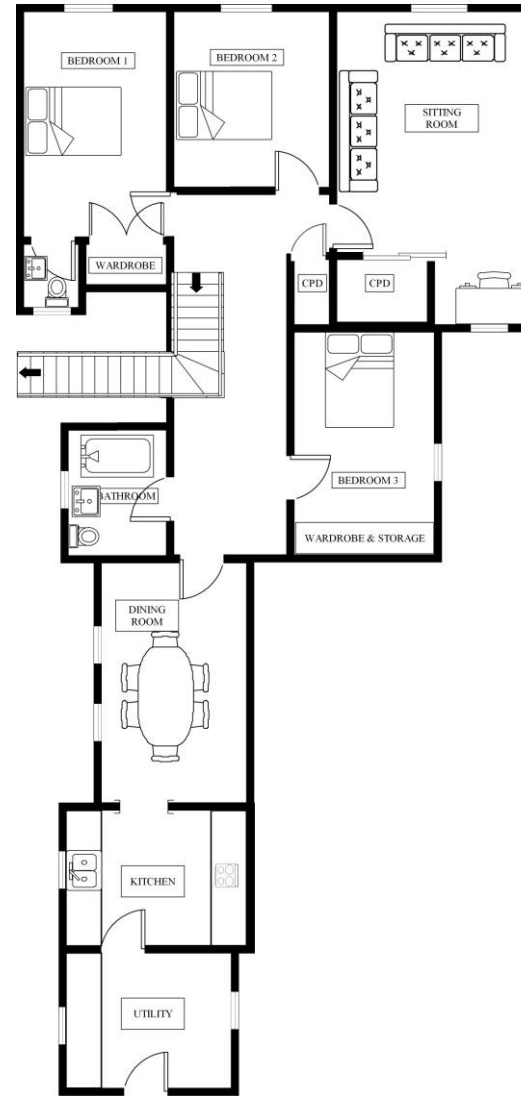 BEDROOM 1
BEDROOM 2
SITTING
ROOM
WARDROBE
CPD
CPD
BEDROOM 3
BATHROOM
WARDROBE & STORAGE
DINING
ROOM
KITCHEN
UTILITY